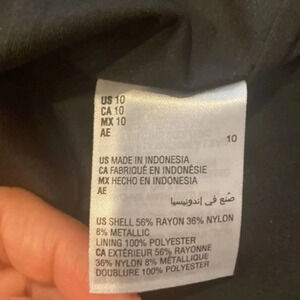 US 10
CA 10
MX 10
AE
10
US MADE IN INDONESIA
CA FABRIQUÉ EN INDONÉSIE
MX HECHO EN INDONESIA
AE
صنع في إندونيسيا
US SHELL 56% RAYON 36% NYLON
8% METALLIC
LINING 100% POLYESTER
CA EXTÉRIEUR 56% RAYONNE
36% NYLON 8% METALLIQUE
DOUBLURE 100% POLYESTER